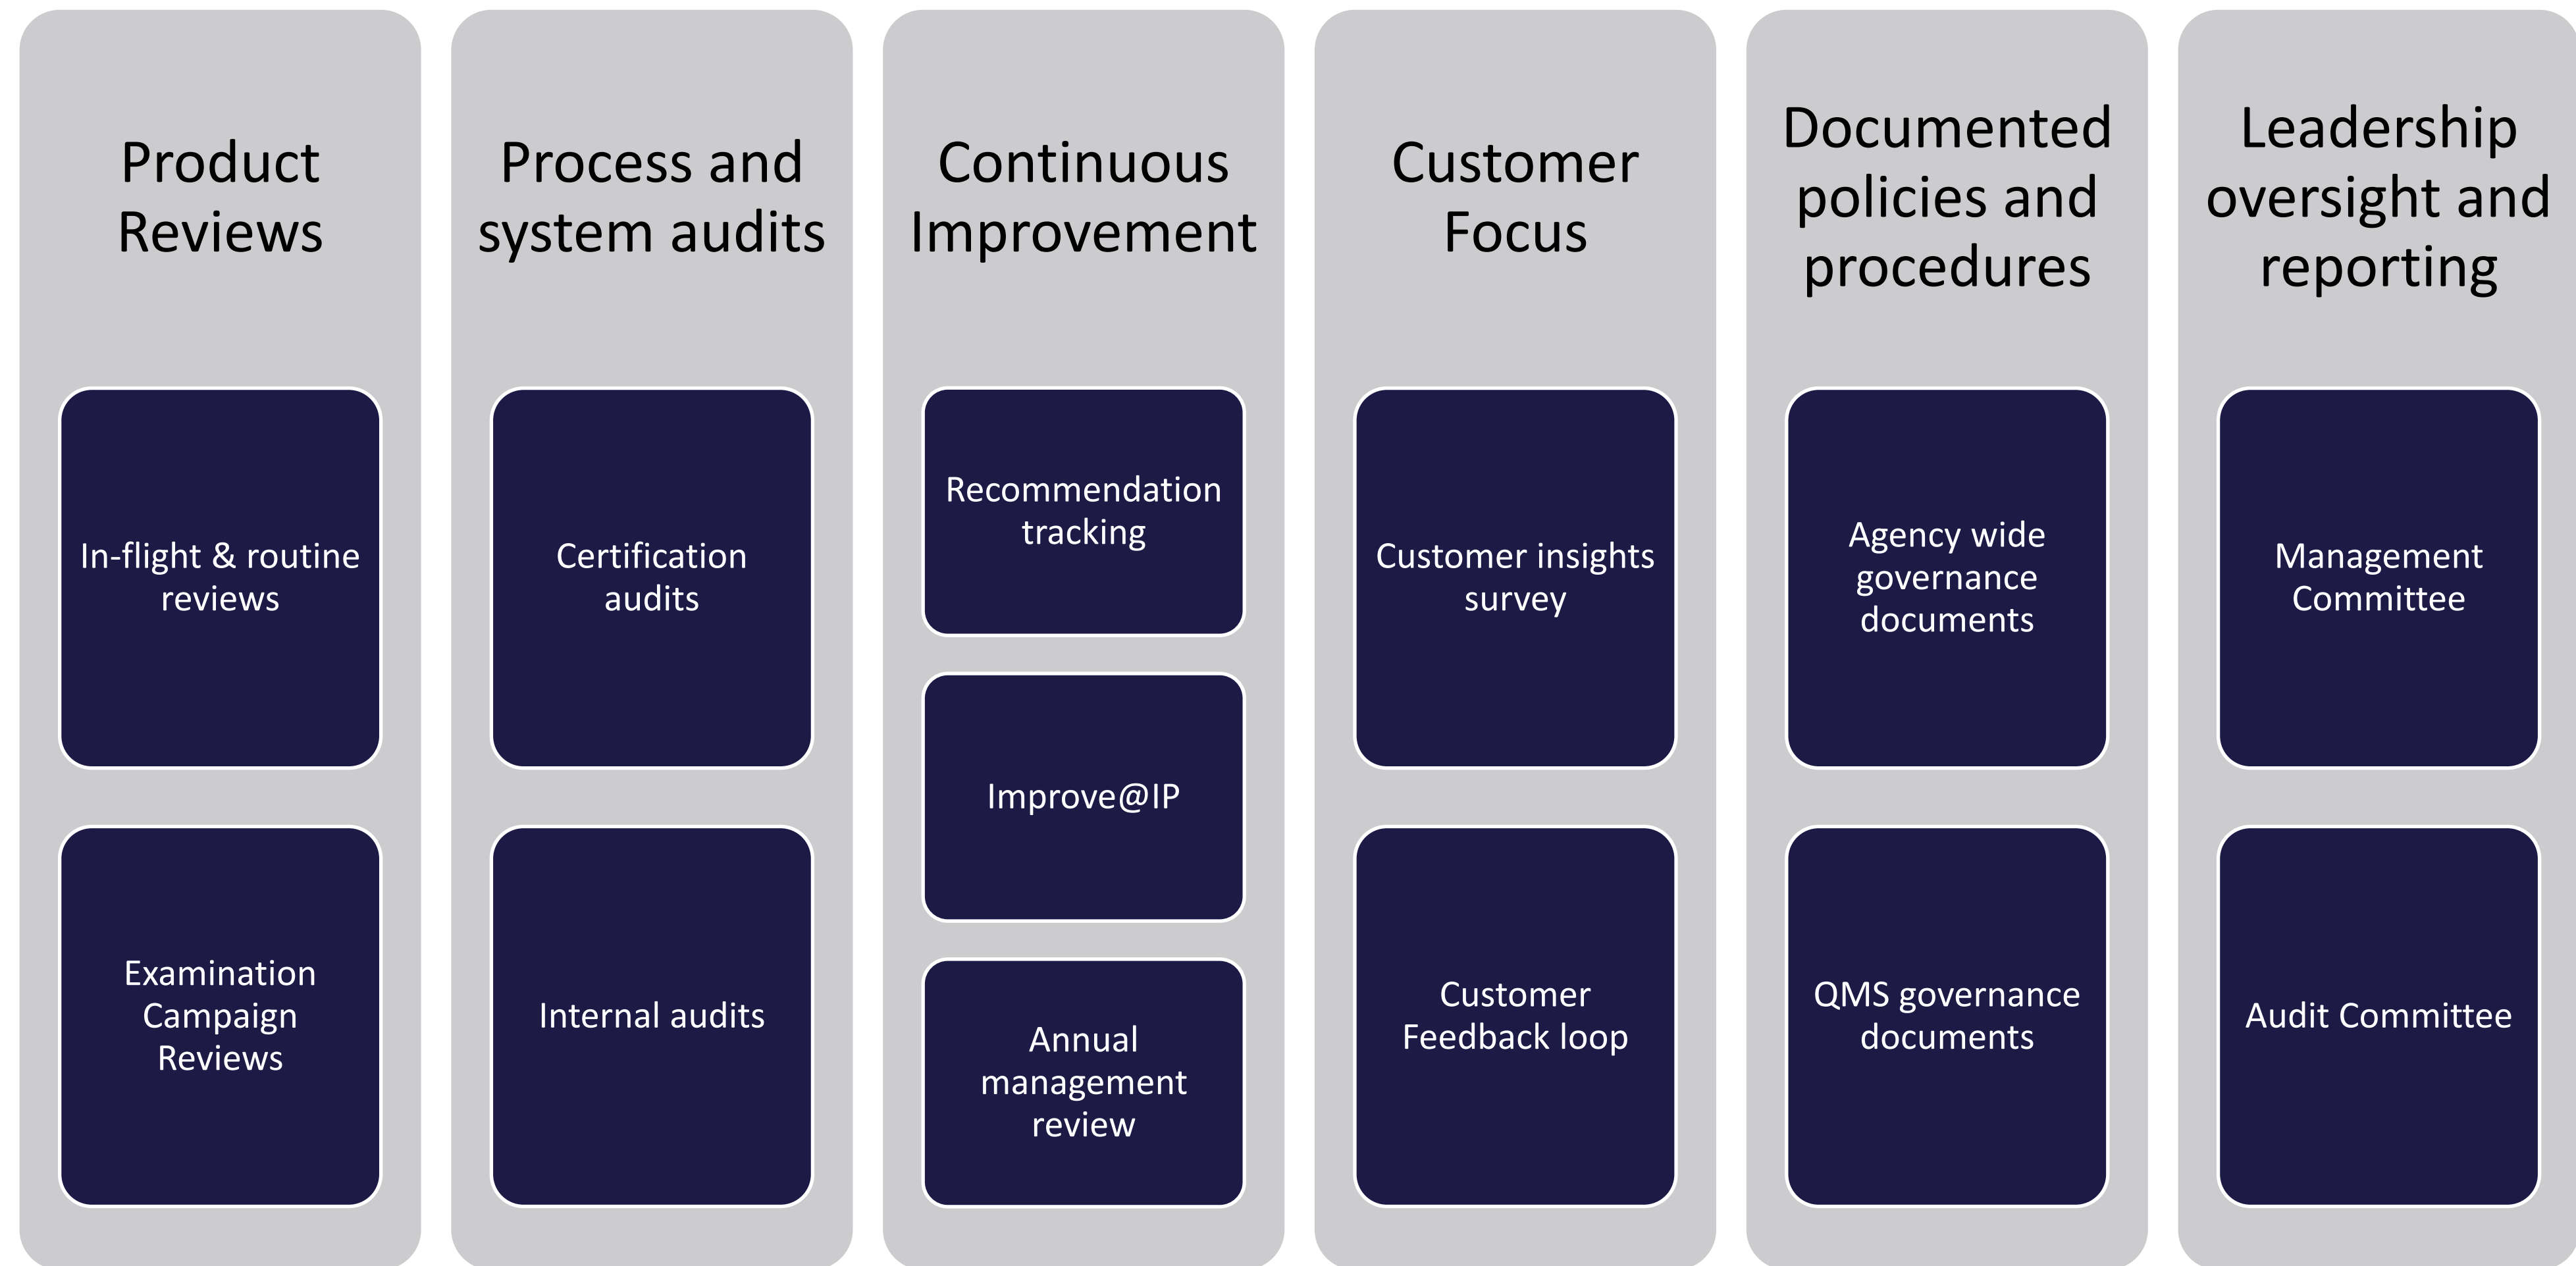 Product
Reviews
In-flight & routine
reviews
Examination
Campaign
Reviews
Process and
system audits
Certification
audits
Internal audits
Continuous
Improvement
Recommendation
tracking
Improve@IP
Annual
management
review
Customer
Focus
Customer insights
survey
Customer
Feedback loop
Documented
policies and
procedures
Agency wide
governance
documents
QMS governance
documents
Leadership
oversight and
reporting
Management
Committee
Audit Committee